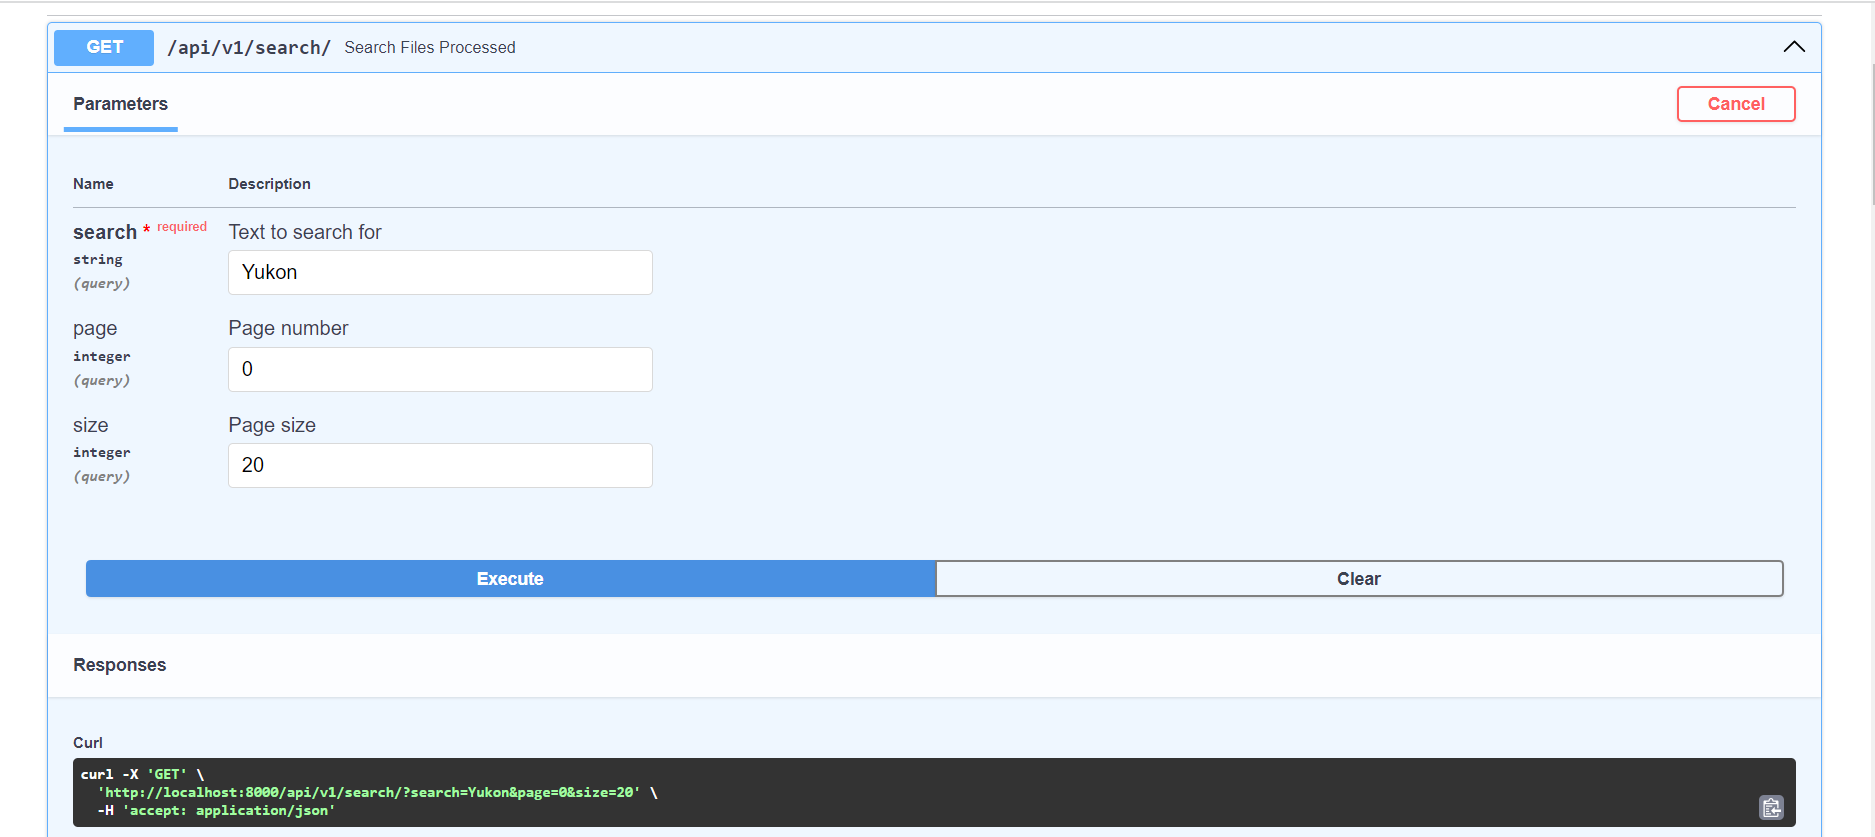 GET /api/v1/search/ Search Files Processed
Parameters
Cancel
Name Description
search * required Text to search for
string
(query)
Yukon
page Page number
integer
(query)
0
size Page size
integer
(query)
20
Execute Clear
Responses
Curl
curl -X 'GET' \
'http://localhost:8000/api/v1/search/?search=Yukon&page=0&size=20' \
-H 'accept: application/json'